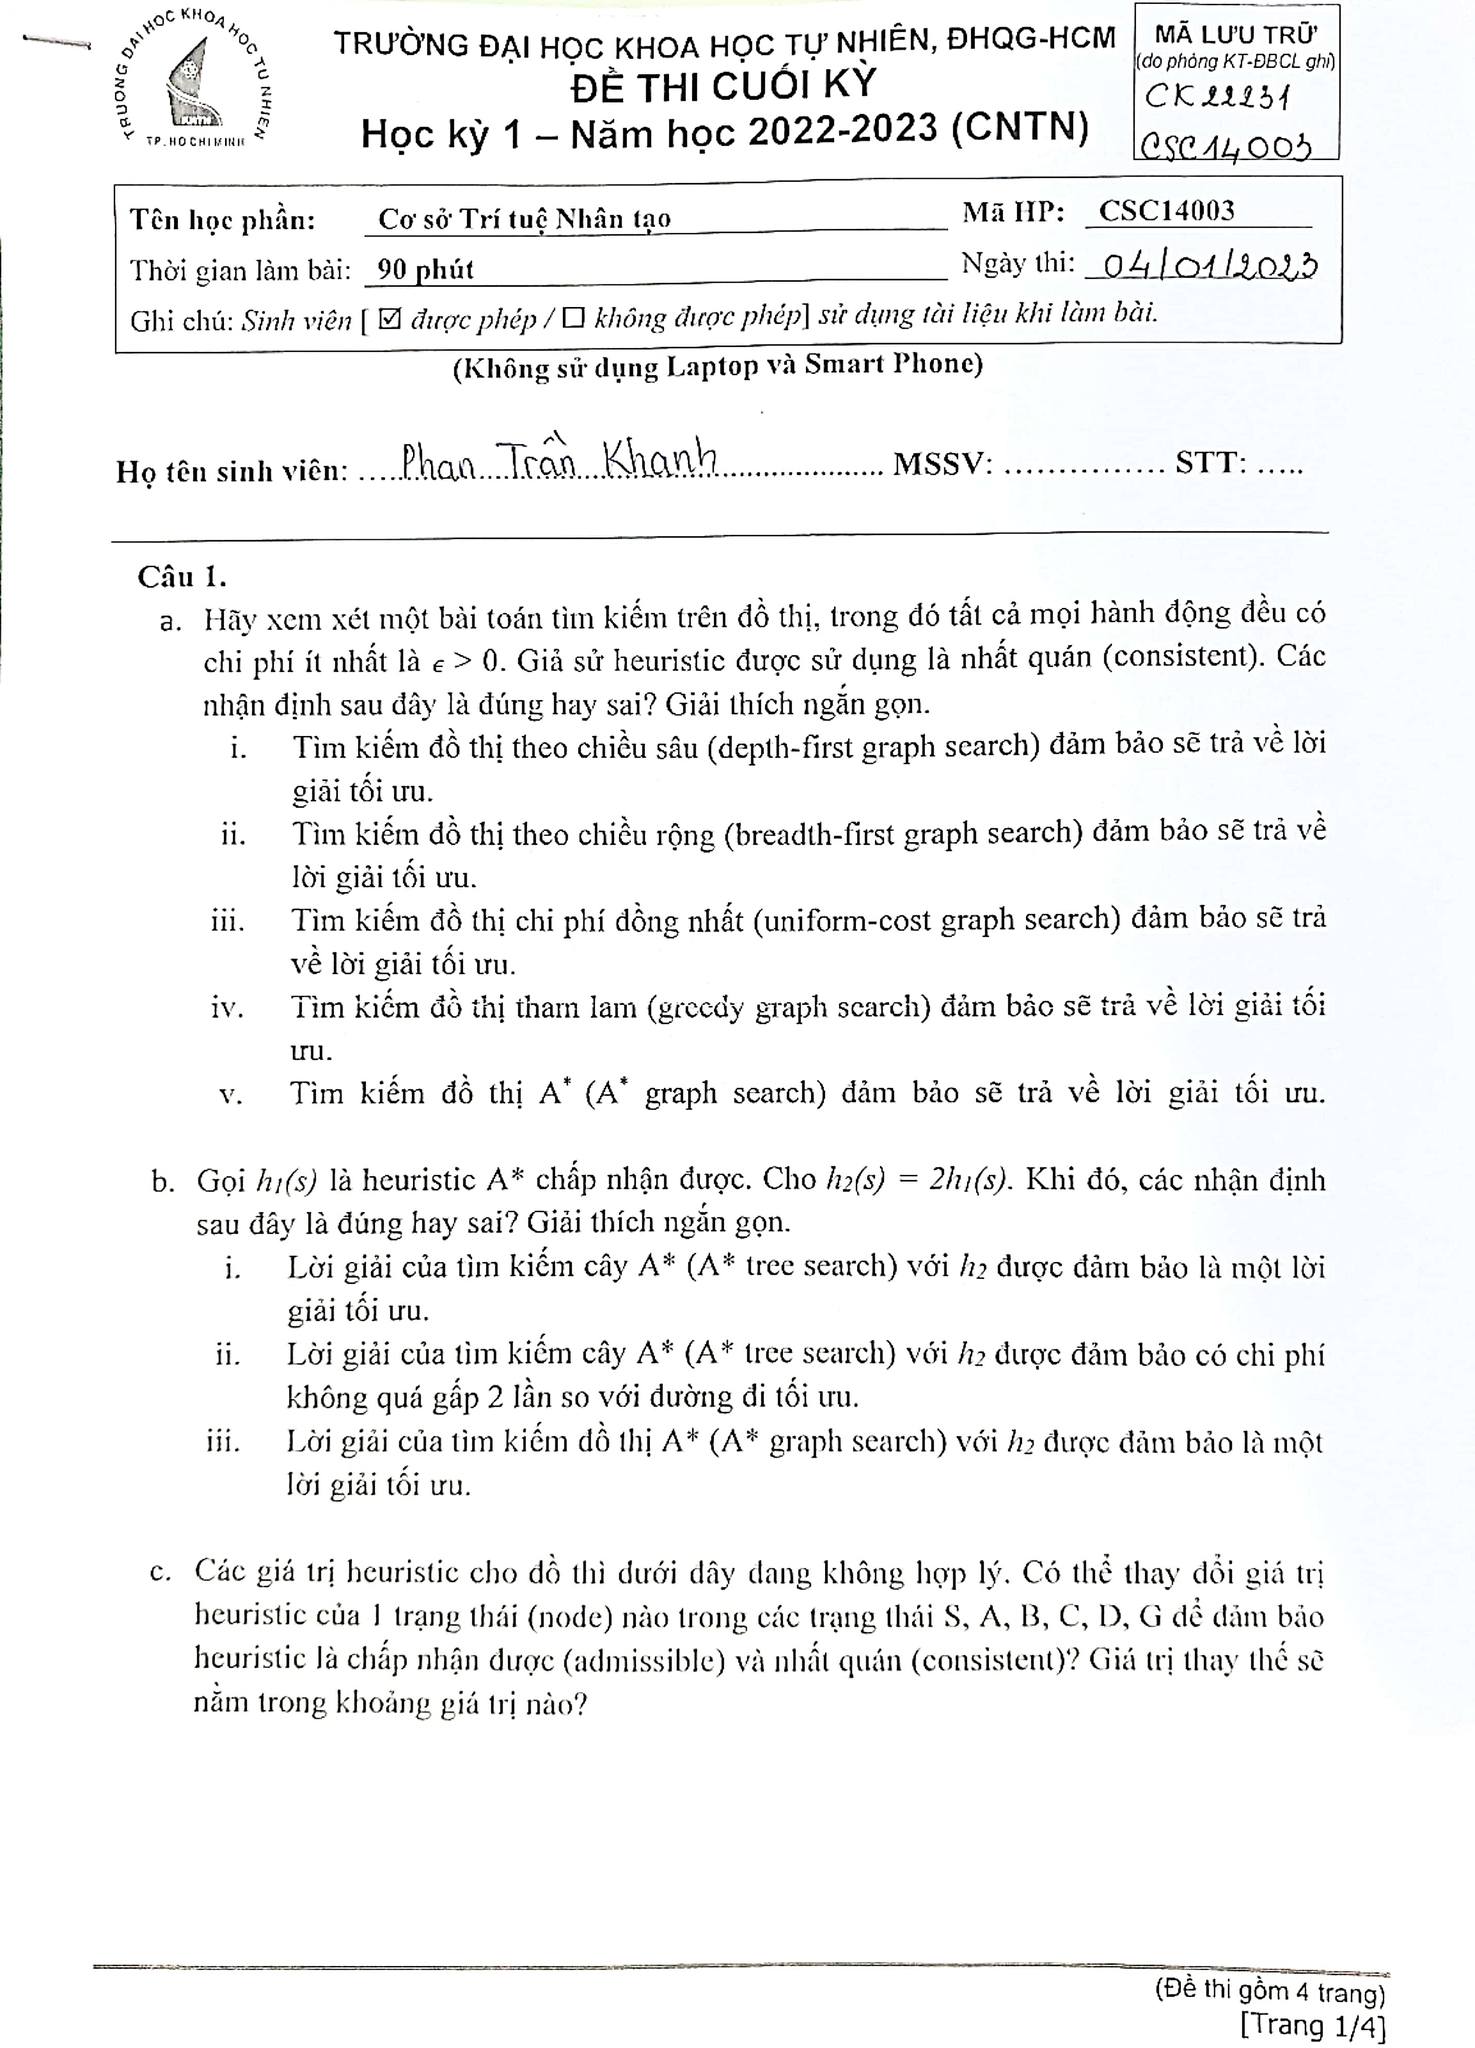 TRƯỜNG ĐẠI HỌC KHOA HỌC TỰ NHIÊN
KHTN
TP. HO CHI MINH
TRƯỜNG ĐẠI HỌC KHOA HỌC TỰ NHIÊN, ĐHQG-HCM
ĐỀ THI CUỐI KỲ
Học kỳ 1 – Năm học 2022-2023 (CNTN)
MÃ LƯU TRỮ
(do phòng KT-ĐBCL ghi)
CK22231
CSC14003
Tên học phần: Cơ sở Trí tuệ Nhân tạo Mã HP: CSC14003
Thời gian làm bài: 90 phút Ngày thi: 04/01/2023
Ghi chú: Sinh viên [ ☑ được phép / ☐ không được phép] sử dụng tài liệu khi làm bài.
(Không sử dụng Laptop và Smart Phone)
Họ tên sinh viên: .....Phan Trần Khanh................. MSSV: ............... STT: .....
Câu 1.
a. Hãy xem xét một bài toán tìm kiếm trên đồ thị, trong đó tất cả mọi hành động đều có
chi phí ít nhất là ϵ > 0. Giả sử heuristic được sử dụng là nhất quán (consistent). Các
nhận định sau đây là đúng hay sai? Giải thích ngắn gọn.
i. Tìm kiếm đồ thị theo chiều sâu (depth-first graph search) đảm bảo sẽ trả về lời
giải tối ưu.
ii. Tìm kiếm đồ thị theo chiều rộng (breadth-first graph search) đảm bảo sẽ trả về
lời giải tối ưu.
iii. Tìm kiếm đồ thị chi phí đồng nhất (uniform-cost graph search) đảm bảo sẽ trả
về lời giải tối ưu.
iv. Tìm kiếm đồ thị tham lam (greedy graph search) đảm bảo sẽ trả về lời giải tối
ưu.
v. Tìm kiếm đồ thị A* (A* graph search) đảm bảo sẽ trả về lời giải tối ưu.
b. Gọi h₁(s) là heuristic A* chấp nhận được. Cho h₂(s) = 2h₁(s). Khi đó, các nhận định
sau đây là đúng hay sai? Giải thích ngắn gọn.
i. Lời giải của tìm kiếm cây A* (A* tree search) với h₂ được đảm bảo là một lời
giải tối ưu.
ii. Lời giải của tìm kiếm cây A* (A* tree search) với h₂ được đảm bảo có chi phí
không quá gấp 2 lần so với đường đi tối ưu.
iii. Lời giải của tìm kiếm đồ thị A* (A* graph search) với h₂ được đảm bảo là một
lời giải tối ưu.
c. Các giá trị heuristic cho đồ thì dưới đây đang không hợp lý. Có thể thay đổi giá trị
heuristic của 1 trạng thái (node) nào trong các trạng thái S, A, B, C, D, G để đảm bảo
heuristic là chấp nhận được (admissible) và nhất quán (consistent)? Giá trị thay thế sẽ
nằm trong khoảng giá trị nào?
(Đề thi gồm 4 trang)
[Trang 1/4]